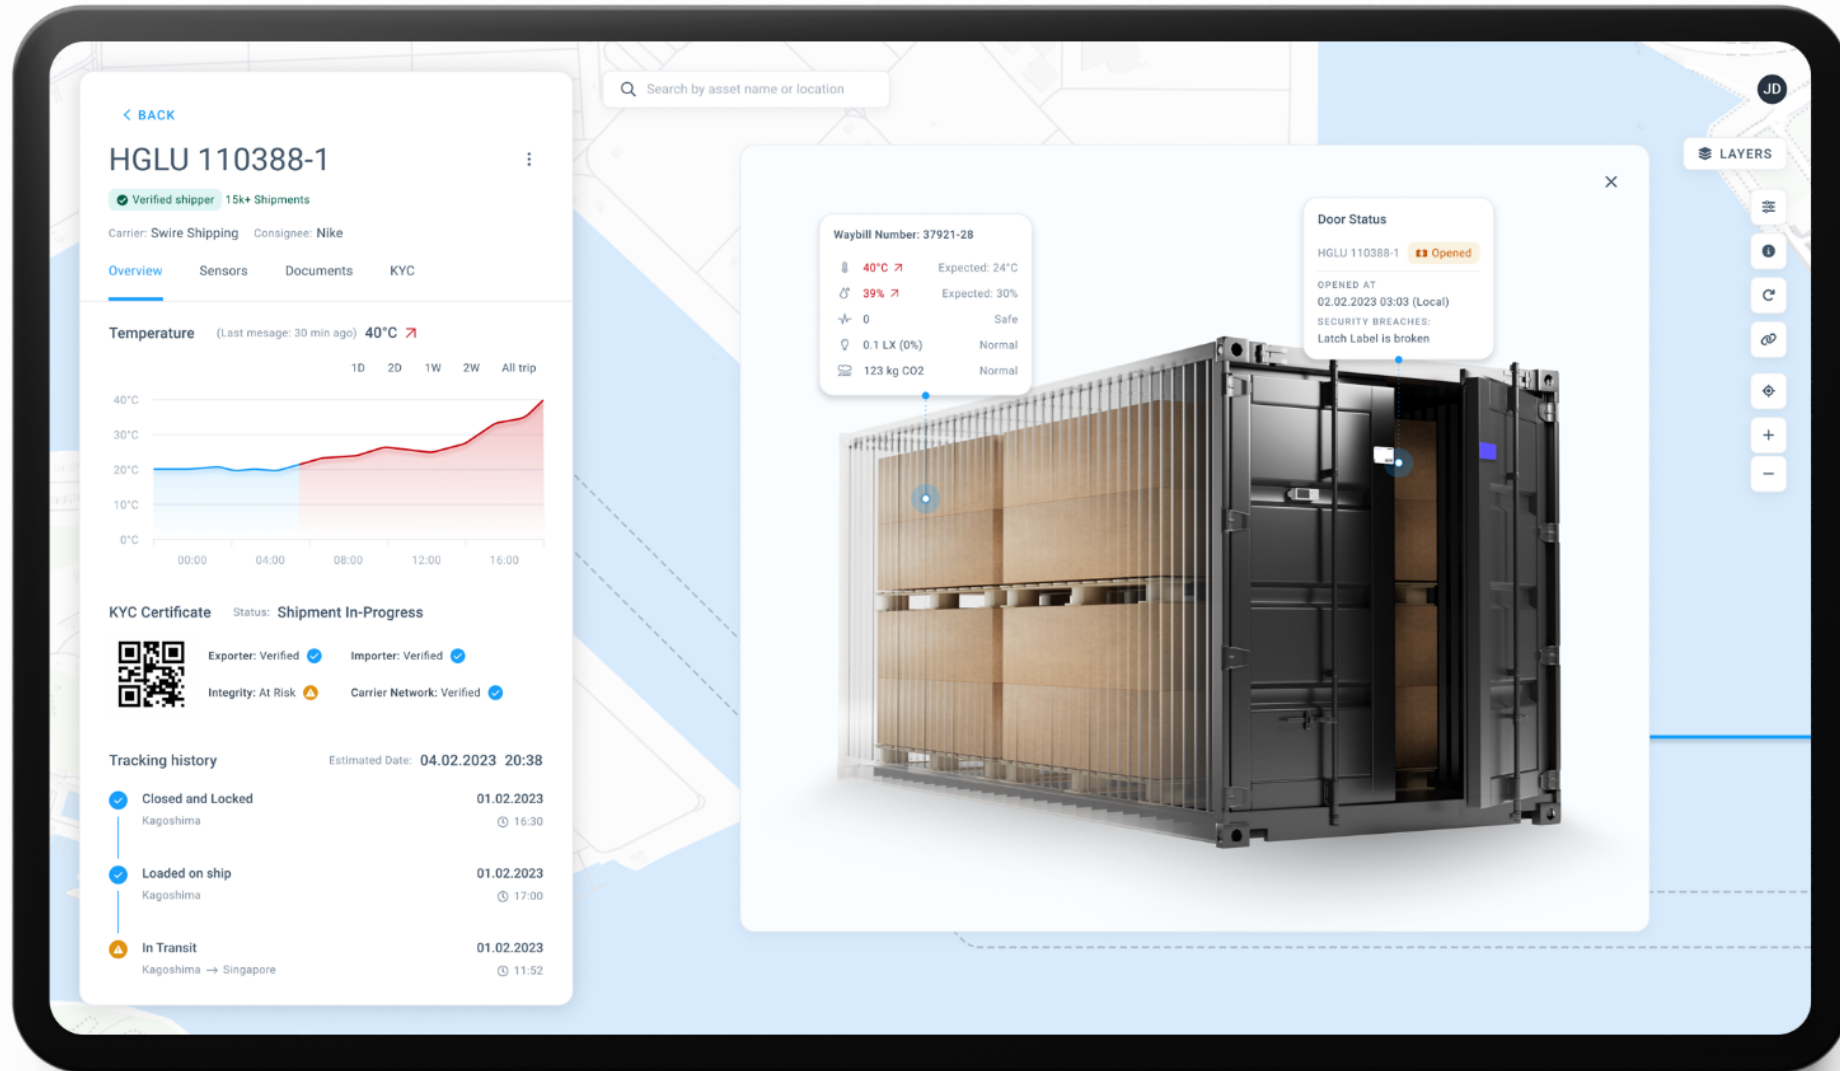 BACK
HGLU 110388-1
Verified shipper 15k+ Shipments
Carrier: Swire Shipping Consignee: Nike
Overview Sensors Documents KYC
Temperature (Last mesage: 30 min ago) 40°C
1D 2D 1W 2W All trip
40°C
30°C
20°C
10°C
0°C
00:00 04:00 08:00 12:00 16:00
KYC Certificate Status: Shipment In-Progress
Exporter: Verified Importer: Verified
Integrity: At Risk Carrier Network: Verified
Tracking history Estimated Date: 04.02.2023 20:38
Closed and Locked 01.02.2023
Kagoshima 16:30
Loaded on ship 01.02.2023
Kagoshima 17:00
In Transit 01.02.2023
Kagoshima → Singapore 11:52
Search by asset name or location
Waybill Number: 37921-28
40°C Expected: 24°C
39% Expected: 30%
0 Safe
0.1 LX (0%) Normal
123 kg CO2 Normal
Door Status
HGLU 110388-1 Opened
OPENED AT
02.02.2023 03:03 (Local)
SECURITY BREACHES:
Latch Label is broken
JD
LAYERS